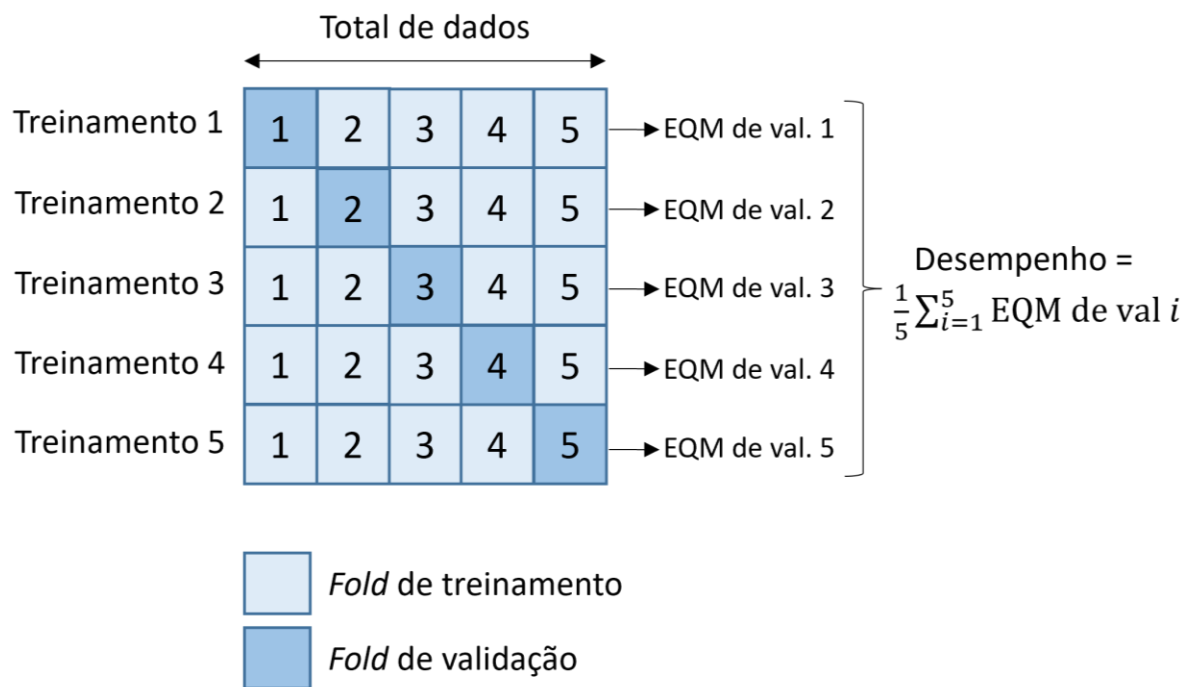 Total de dados
Treinamento 1 1 2 3 4 5 EQM de val. 1
Treinamento 2 1 2 3 4 5 EQM de val. 2
Treinamento 3 1 2 3 4 5 EQM de val. 3
Treinamento 4 1 2 3 4 5 EQM de val. 4
Treinamento 5 1 2 3 4 5 EQM de val. 5
Desempenho =
1/5 ∑_{i=1}^{5} EQM de val i
Fold de treinamento
Fold de validação